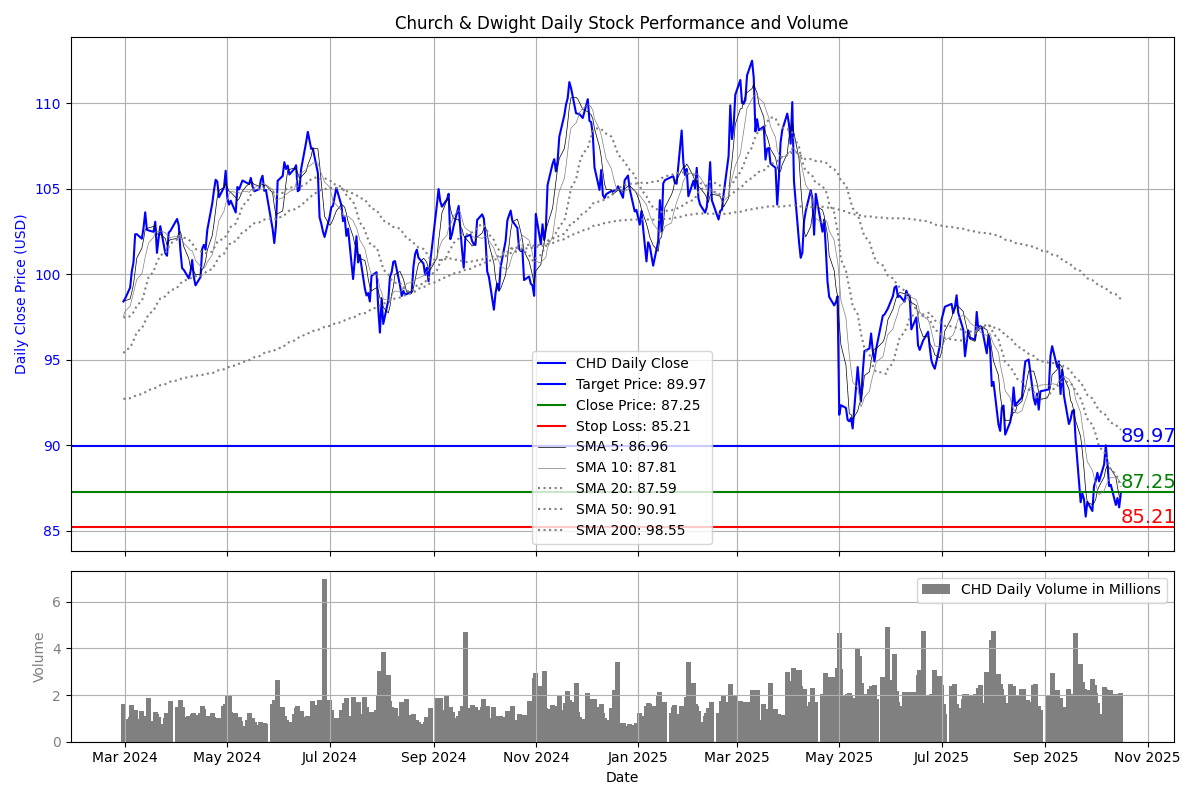 Church & Dwight Daily Stock Performance and Volume
Daily Close Price (USD)
110
105
100
95
90
85
CHD Daily Close
Target Price: 89.97
Close Price: 87.25
Stop Loss: 85.21
SMA 5: 86.96
SMA 10: 87.81
SMA 20: 87.59
SMA 50: 90.91
SMA 200: 98.55
89.97
87.25
85.21
Volume
6
4
2
0
CHD Daily Volume in Millions
Mar 2024 May 2024 Jul 2024 Sep 2024 Nov 2024 Jan 2025 Mar 2025 May 2025 Jul 2025 Sep 2025 Nov 2025
Date